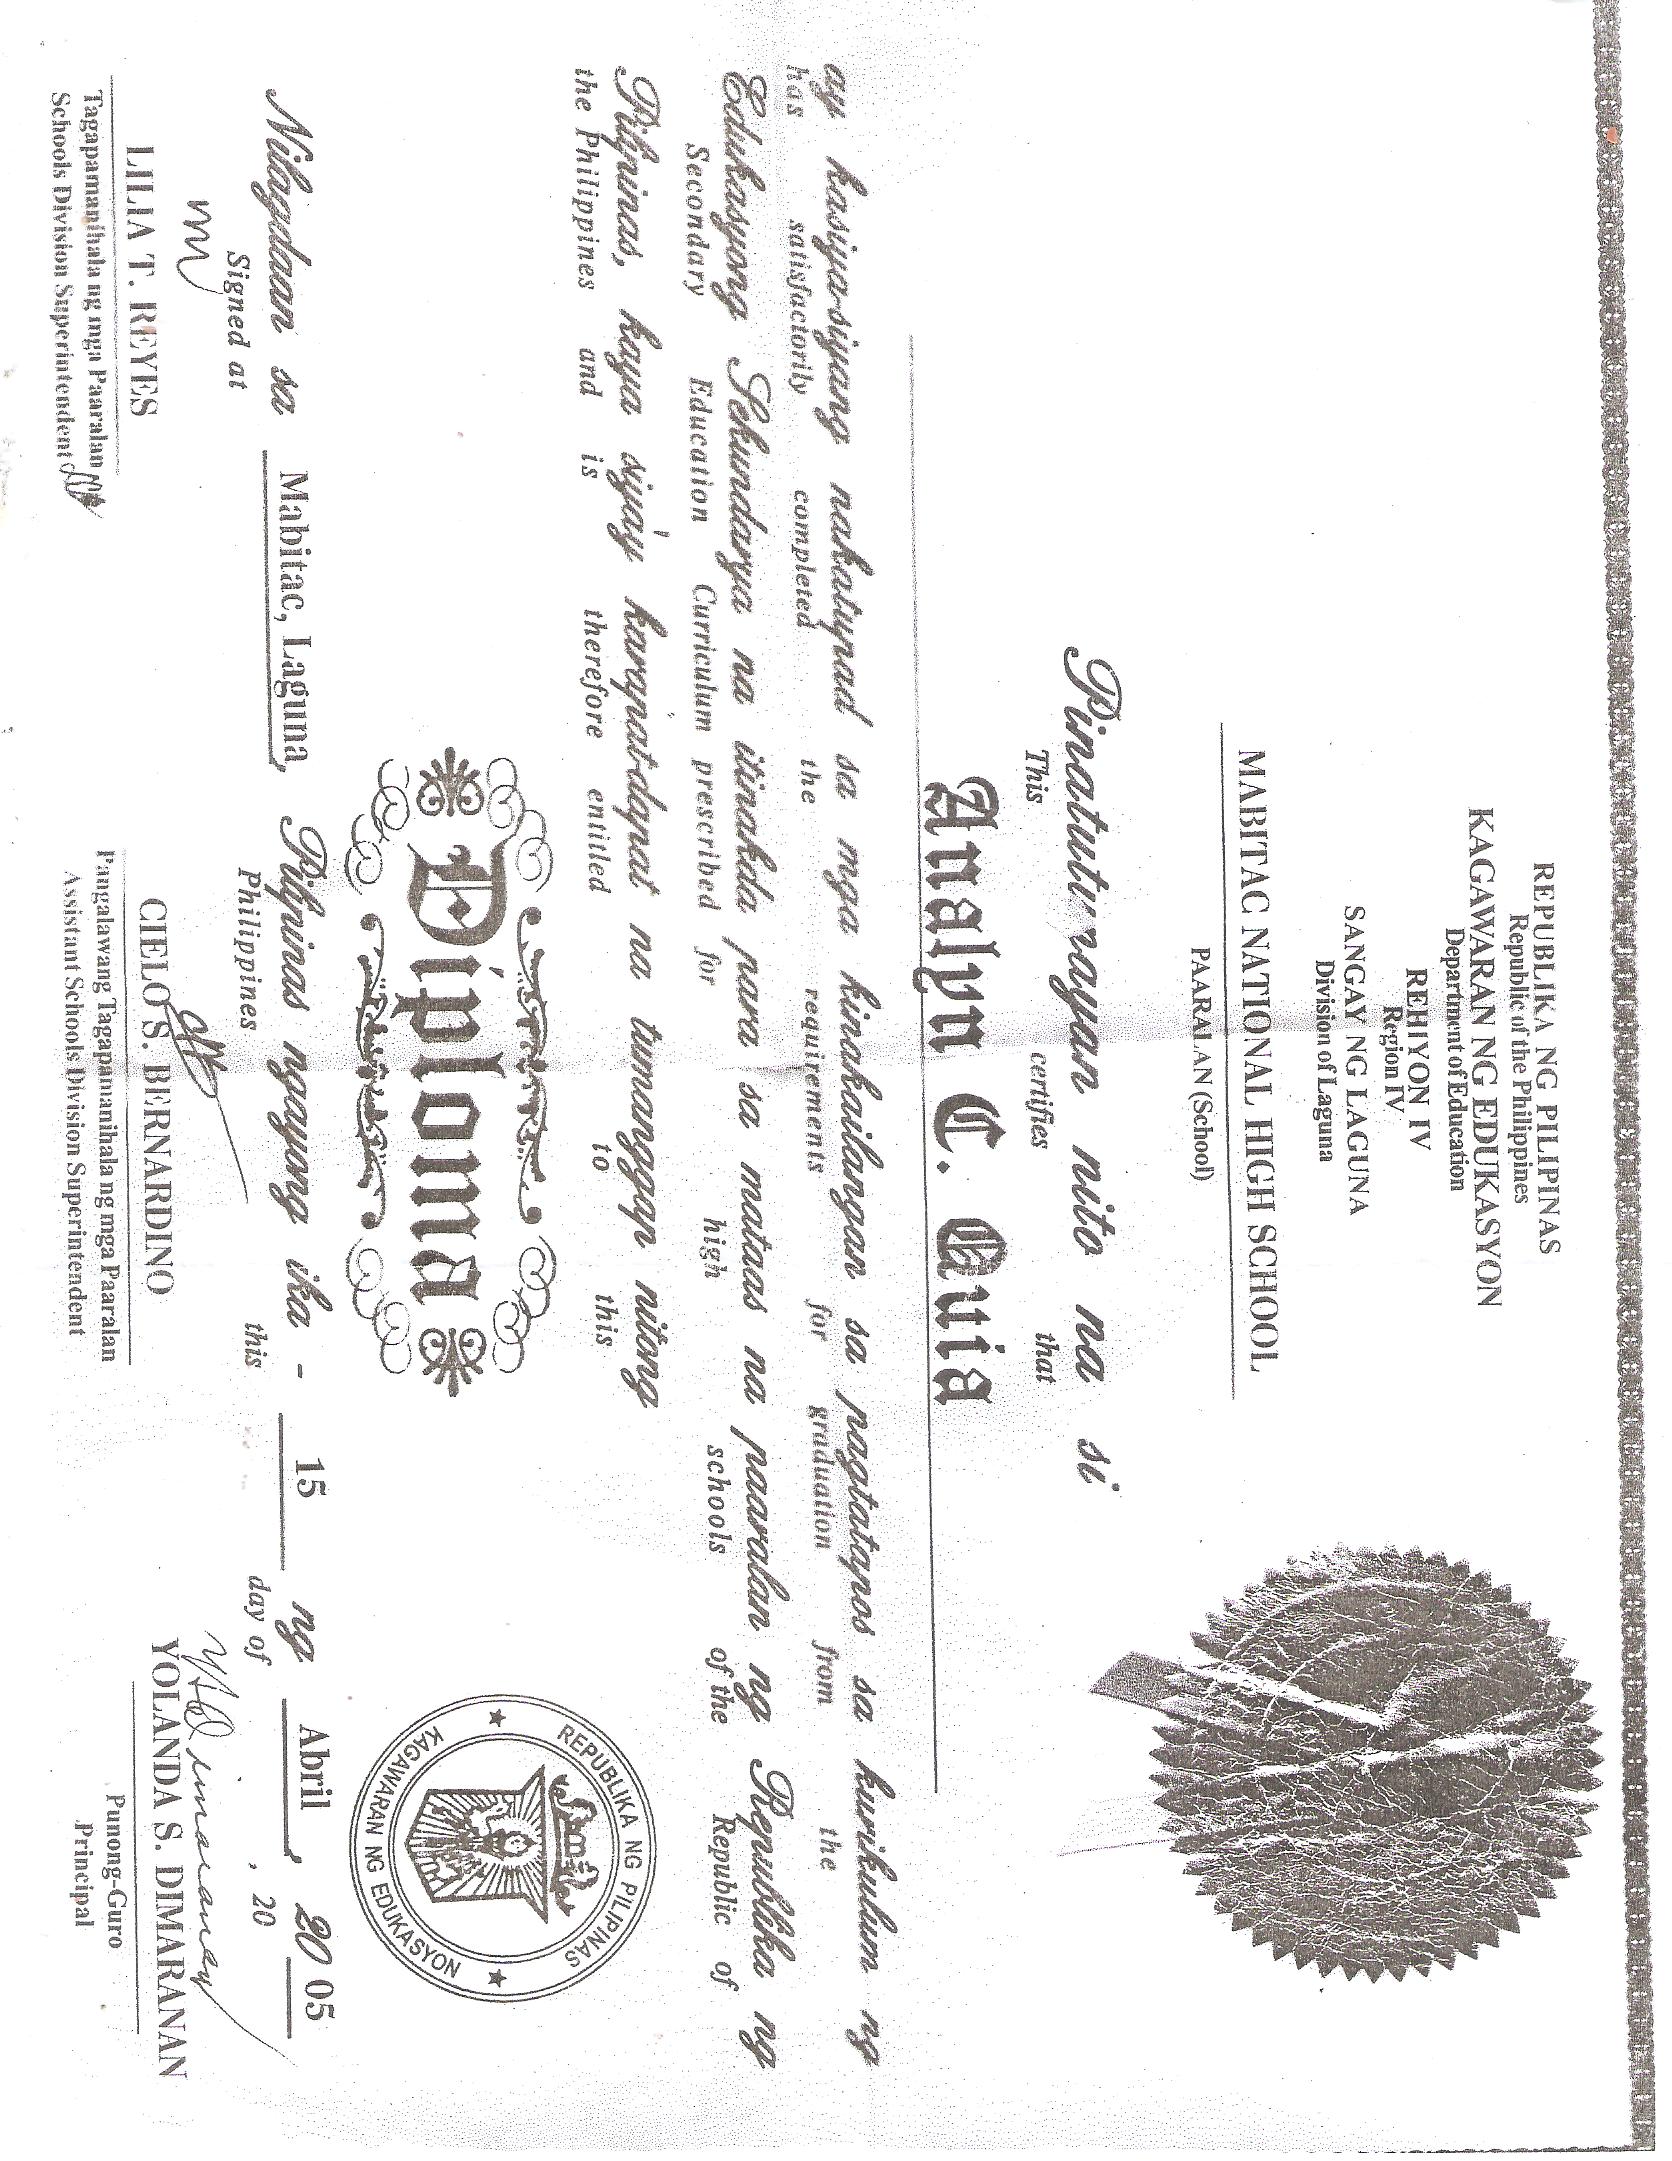 REPUBLIKA NG PILIPINAS
Republic of the Philippines
KAGAWARAN NG EDUKASYON
Department of Education
REHIYON IV
Region IV
SANGAY NG LAGUNA
Division of Laguna
MABITAC NATIONAL HIGH SCHOOL
PAARALAN (School)
Pinatutunayan nito na si
This certifies that
Analyn C. Quia
ay kasiya-siyang nakatupad sa mga kinakailangan sa pagtatapos sa kurikulum ng
has satisfactorily completed the requirements for graduation from the
Edukasyong Sekundarya na itinakda para sa mataas na paaralan ng Republika ng
Secondary Education Curriculum prescribed for high schools of the Republic of
Pilipinas, kaya siya'y karapat-dapat na tumanggap nitong
the Philippines and is therefore entitled to this
Diploma
REPUBLIKA NG PILIPINAS
KAGAWARAN NG EDUKASYON
Nilagdaan sa Mabitac, Laguna, Pilipinas ngayong ika - 15 ng Abril, 20 05
Signed at Philippines this day of , 20
LILIA T. REYES
Tagapamanihala ng mga Paaralan
Schools Division Superintendent
CIELO S. BERNARDINO
Pangalawang Tagapamanihala ng mga Paaralan
Assistant Schools Division Superintendent
YOLANDA S. DIMARANAN
Punong-Guro
Principal